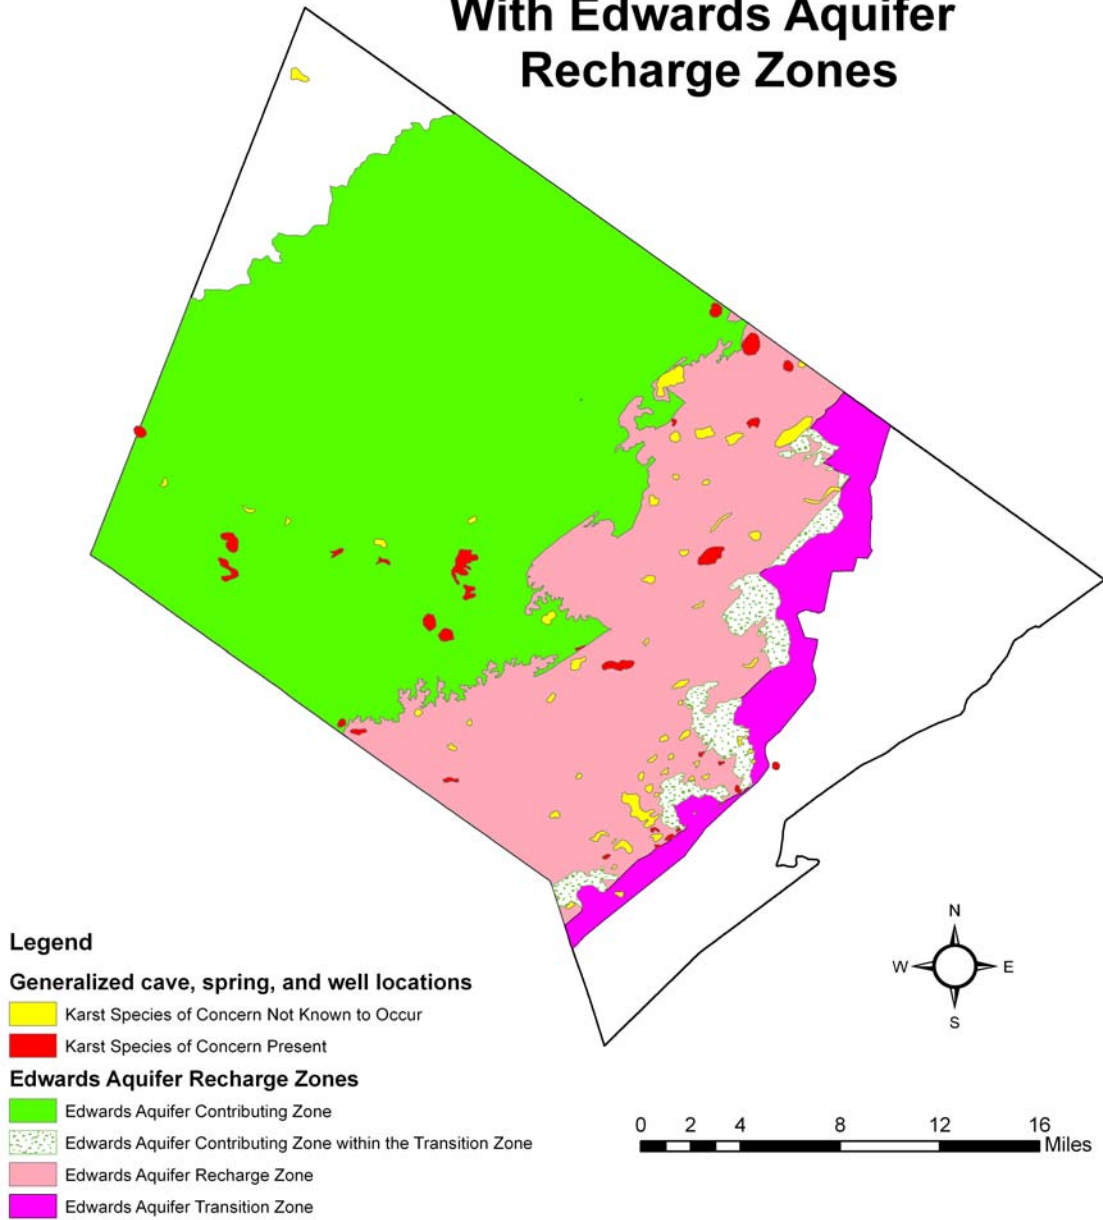 With Edwards Aquifer
Recharge Zones
N
W E
S
Legend
Generalized cave, spring, and well locations
Karst Species of Concern Not Known to Occur
Karst Species of Concern Present
Edwards Aquifer Recharge Zones
Edwards Aquifer Contributing Zone
Edwards Aquifer Contributing Zone within the Transition Zone
Edwards Aquifer Recharge Zone
Edwards Aquifer Transition Zone
0 2 4 8 12 16
Miles